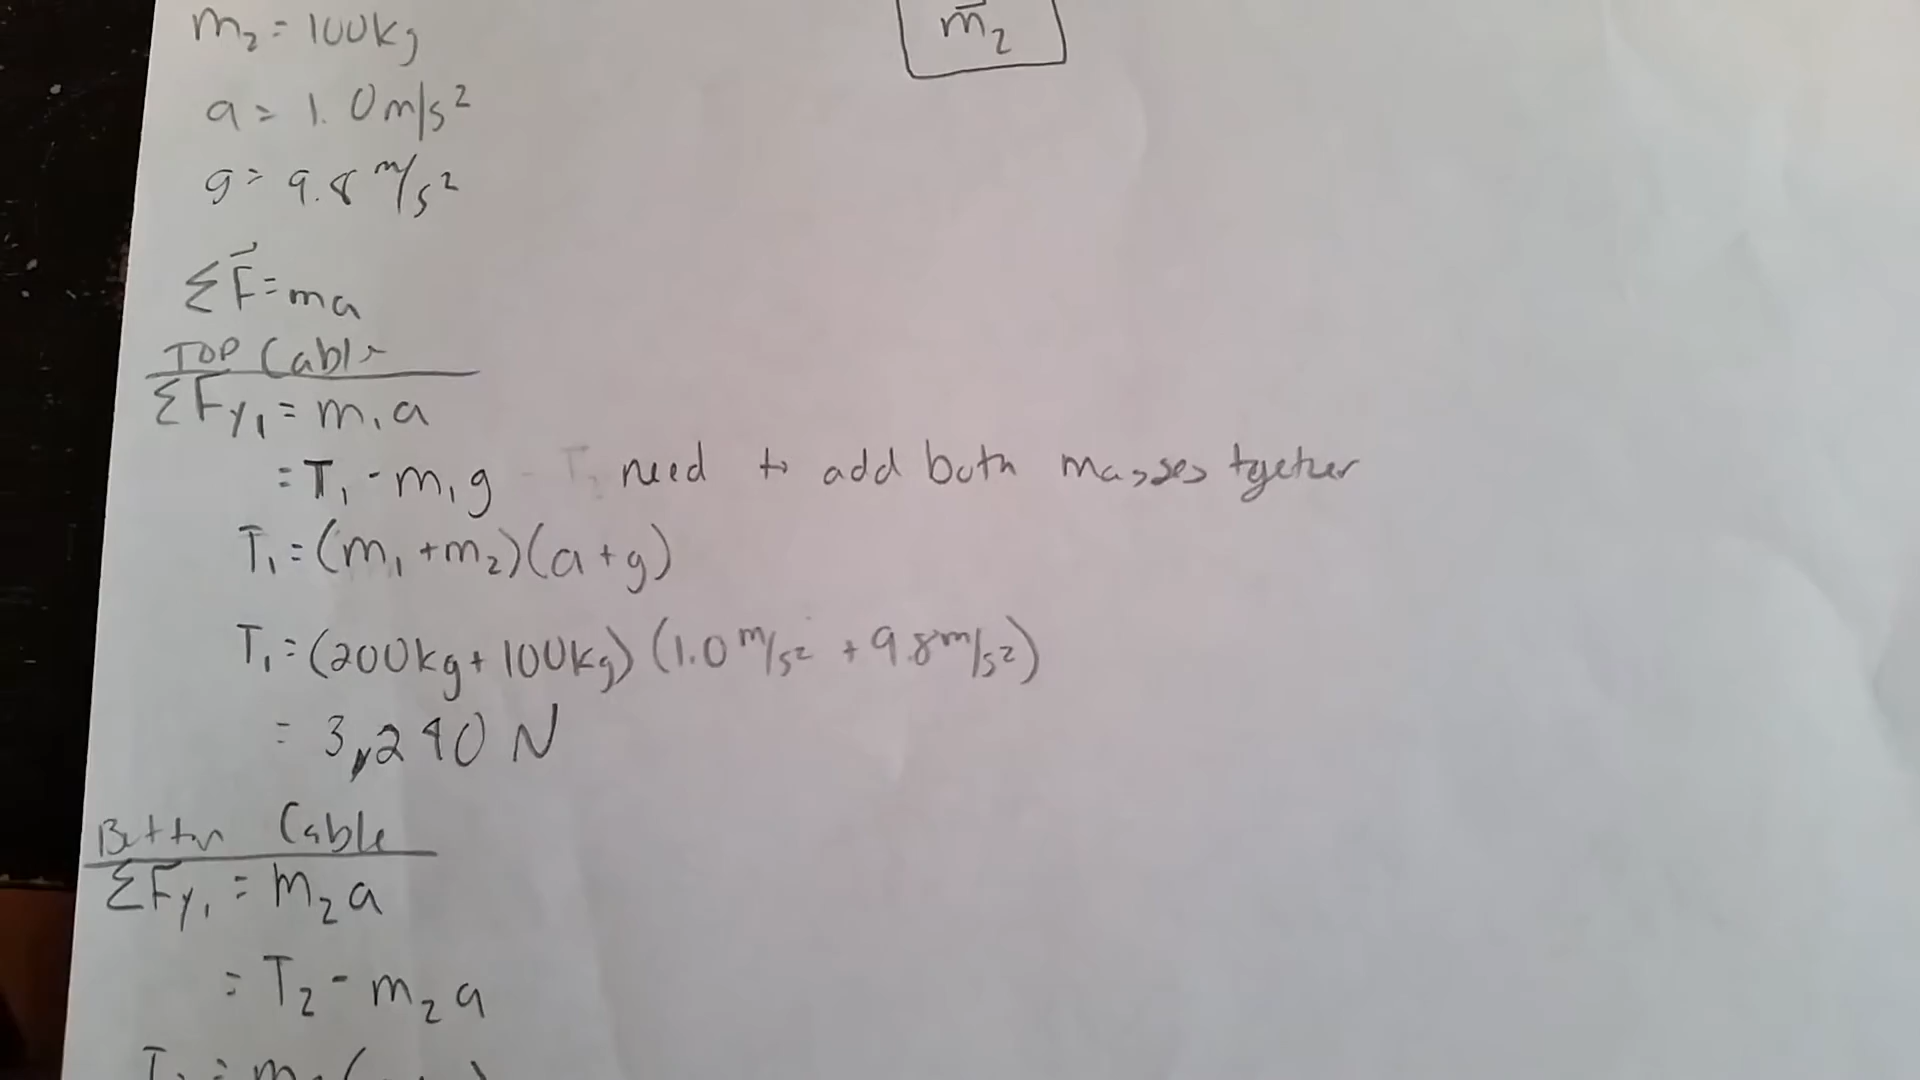 m₂ = 100kg
m₂
a = 1.0 m/s²
g = 9.8 m/s²
ΣF⃗ = ma
TOP Cable
ΣFy₁ = m₁a
= T₁ - m₁g need to add both masses together
T₁ = (m₁ + m₂)(a + g)
T₁ = (200kg + 100kg)(1.0 m/s² + 9.8 m/s²)
= 3,240 N
Bottom Cable
ΣFy₁ = m₂a
= T₂ - m₂a